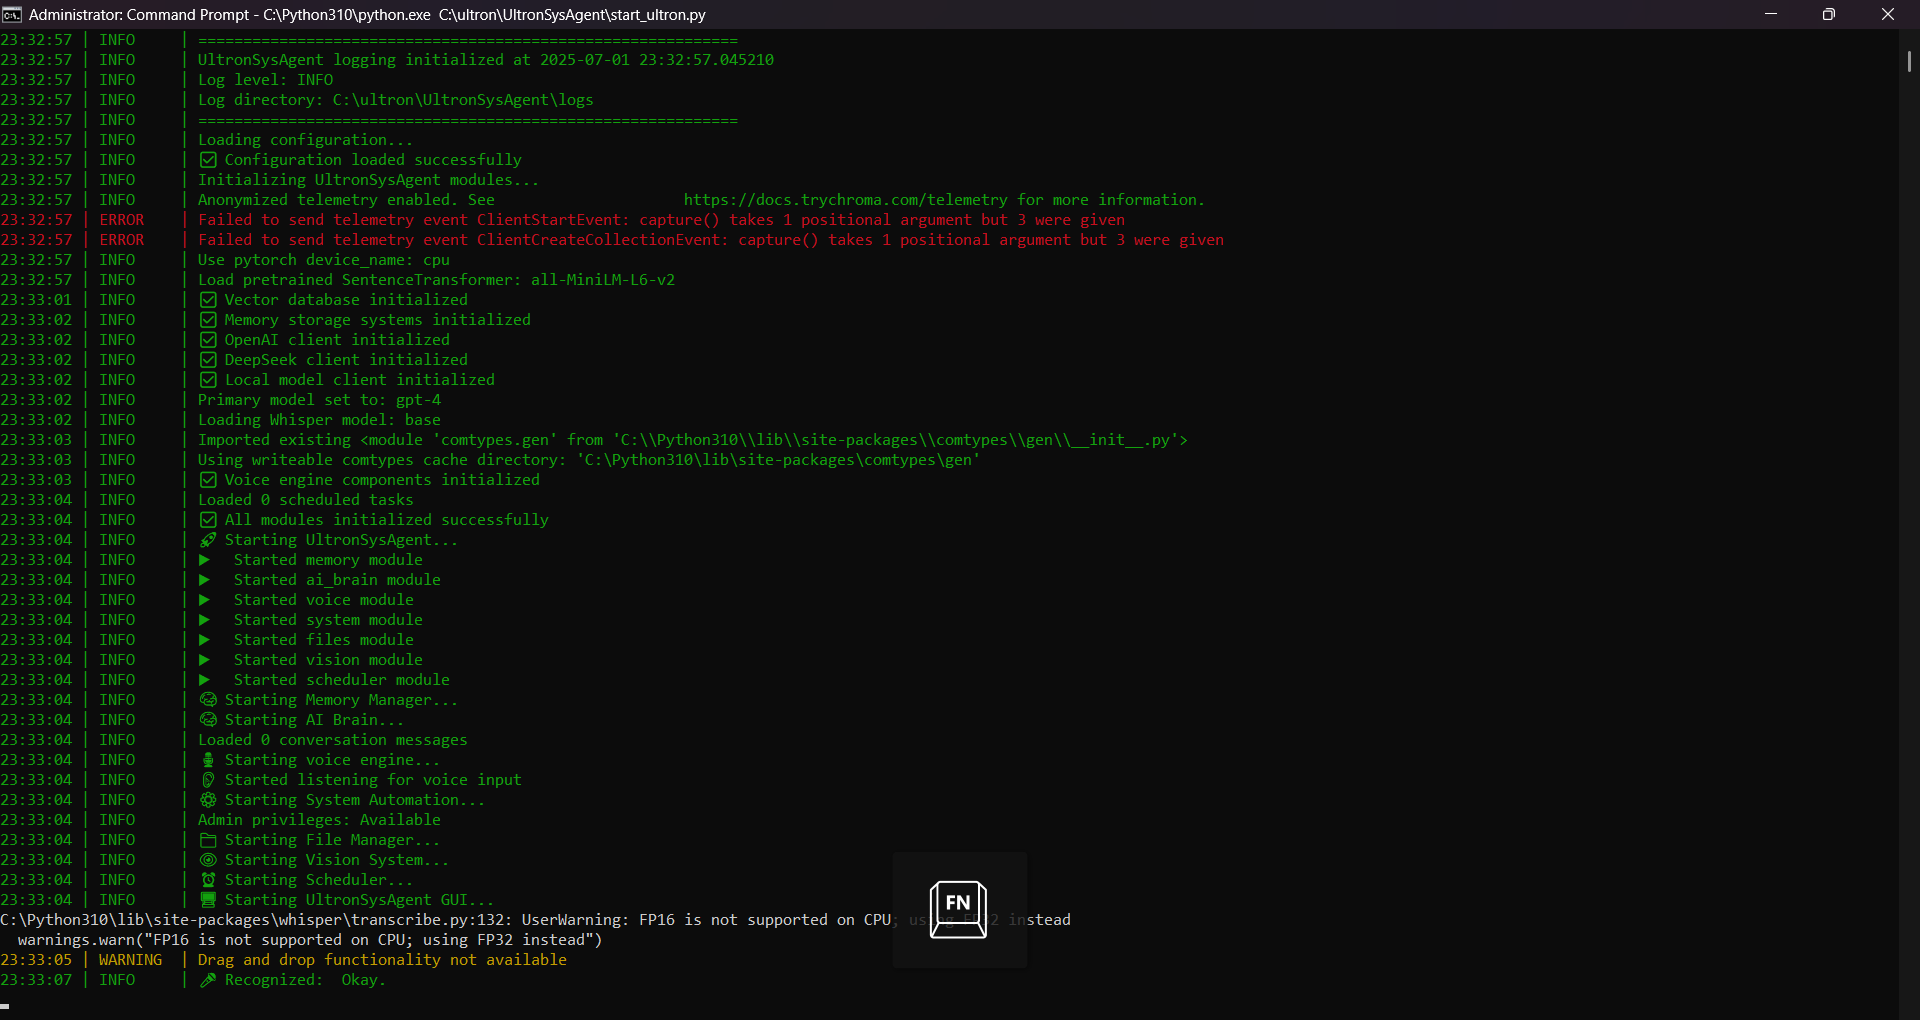 Administrator: Command Prompt - C:\Python310\python.exe C:\ultron\UltronSysAgent\start_ultron.py
23:32:57 | INFO     | ============================================================
23:32:57 | INFO     | UltronSysAgent logging initialized at 2025-07-01 23:32:57.045210
23:32:57 | INFO     | Log level: INFO
23:32:57 | INFO     | Log directory: C:\ultron\UltronSysAgent\logs
23:32:57 | INFO     | ============================================================
23:32:57 | INFO     | Loading configuration...
23:32:57 | INFO     | ☑ Configuration loaded successfully
23:32:57 | INFO     | Initializing UltronSysAgent modules...
23:32:57 | INFO     | Anonymized telemetry enabled. See                     https://docs.trychroma.com/telemetry for more information.
23:32:57 | ERROR    | Failed to send telemetry event ClientStartEvent: capture() takes 1 positional argument but 3 were given
23:32:57 | ERROR    | Failed to send telemetry event ClientCreateCollectionEvent: capture() takes 1 positional argument but 3 were given
23:32:57 | INFO     | Use pytorch device_name: cpu
23:32:57 | INFO     | Load pretrained SentenceTransformer: all-MiniLM-L6-v2
23:33:01 | INFO     | ☑ Vector database initialized
23:33:02 | INFO     | ☑ Memory storage systems initialized
23:33:02 | INFO     | ☑ OpenAI client initialized
23:33:02 | INFO     | ☑ DeepSeek client initialized
23:33:02 | INFO     | ☑ Local model client initialized
23:33:02 | INFO     | Primary model set to: gpt-4
23:33:02 | INFO     | Loading Whisper model: base
23:33:03 | INFO     | Imported existing <module 'comtypes.gen' from 'C:\\Python310\\lib\\site-packages\\comtypes\\gen\\__init__.py'>
23:33:03 | INFO     | Using writeable comtypes cache directory: 'C:\Python310\lib\site-packages\comtypes\gen'
23:33:03 | INFO     | ☑ Voice engine components initialized
23:33:04 | INFO     | Loaded 0 scheduled tasks
23:33:04 | INFO     | ☑ All modules initialized successfully
23:33:04 | INFO     | 🚀 Starting UltronSysAgent...
23:33:04 | INFO     | ▶  Started memory module
23:33:04 | INFO     | ▶  Started ai_brain module
23:33:04 | INFO     | ▶  Started voice module
23:33:04 | INFO     | ▶  Started system module
23:33:04 | INFO     | ▶  Started files module
23:33:04 | INFO     | ▶  Started vision module
23:33:04 | INFO     | ▶  Started scheduler module
23:33:04 | INFO     | 🧠 Starting Memory Manager...
23:33:04 | INFO     | 🧠 Starting AI Brain...
23:33:04 | INFO     | Loaded 0 conversation messages
23:33:04 | INFO     | 🎙 Starting voice engine...
23:33:04 | INFO     | 👂 Started listening for voice input
23:33:04 | INFO     | ⚙ Starting System Automation...
23:33:04 | INFO     | Admin privileges: Available
23:33:04 | INFO     | 📁 Starting File Manager...
23:33:04 | INFO     | 👁 Starting Vision System...
23:33:04 | INFO     | ⏰ Starting Scheduler...
23:33:04 | INFO     | 🖥 Starting UltronSysAgent GUI...
C:\Python310\lib\site-packages\whisper\transcribe.py:132: UserWarning: FP16 is not supported on CPU; using FP32 instead
  warnings.warn("FP16 is not supported on CPU; using FP32 instead")
23:33:05 | WARNING  | Drag and drop functionality not available
23:33:07 | INFO     | 🎤 Recognized:  Okay.
FN